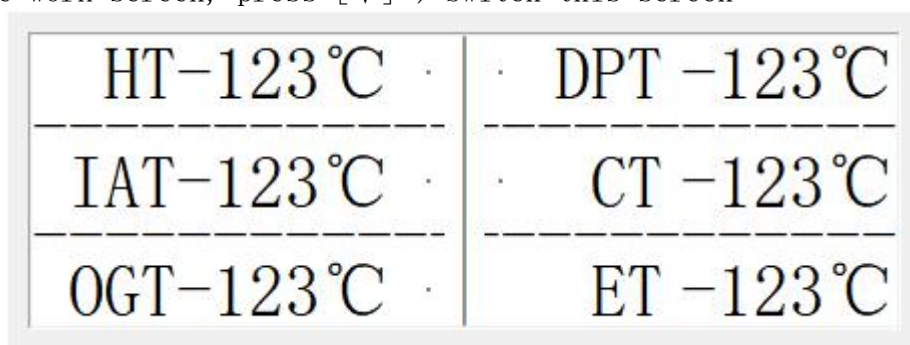 work screen, press [▽], switch this screen
HT-123℃ DPT -123℃
IAT-123℃ CT -123℃
OGT-123℃ ET -123℃